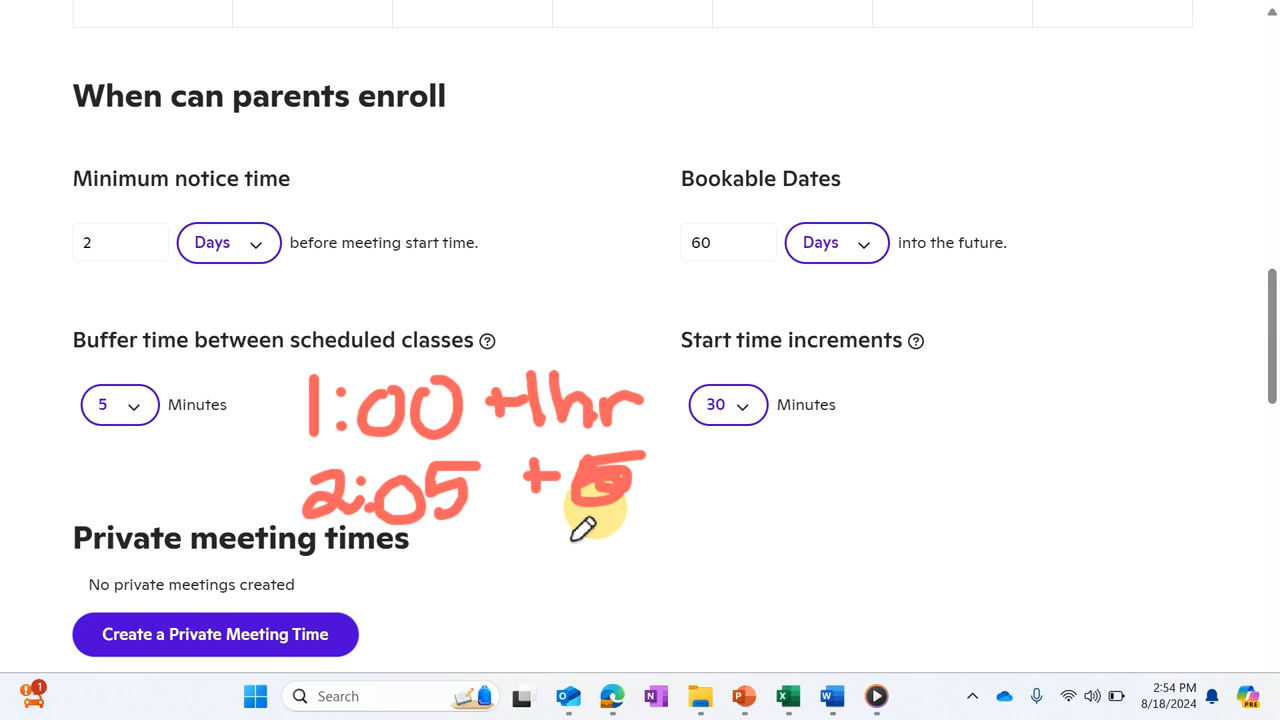 When can parents enroll
Minimum notice time
Bookable Dates
2 Days before meeting start time.
60 Days into the future.
Buffer time between scheduled classes ?
Start time increments ?
5 Minutes
30 Minutes
1:00 +1hr
2:05 +5
Private meeting times
No private meetings created
Create a Private Meeting Time
1
Search
PRE
2:54 PM
8/18/2024